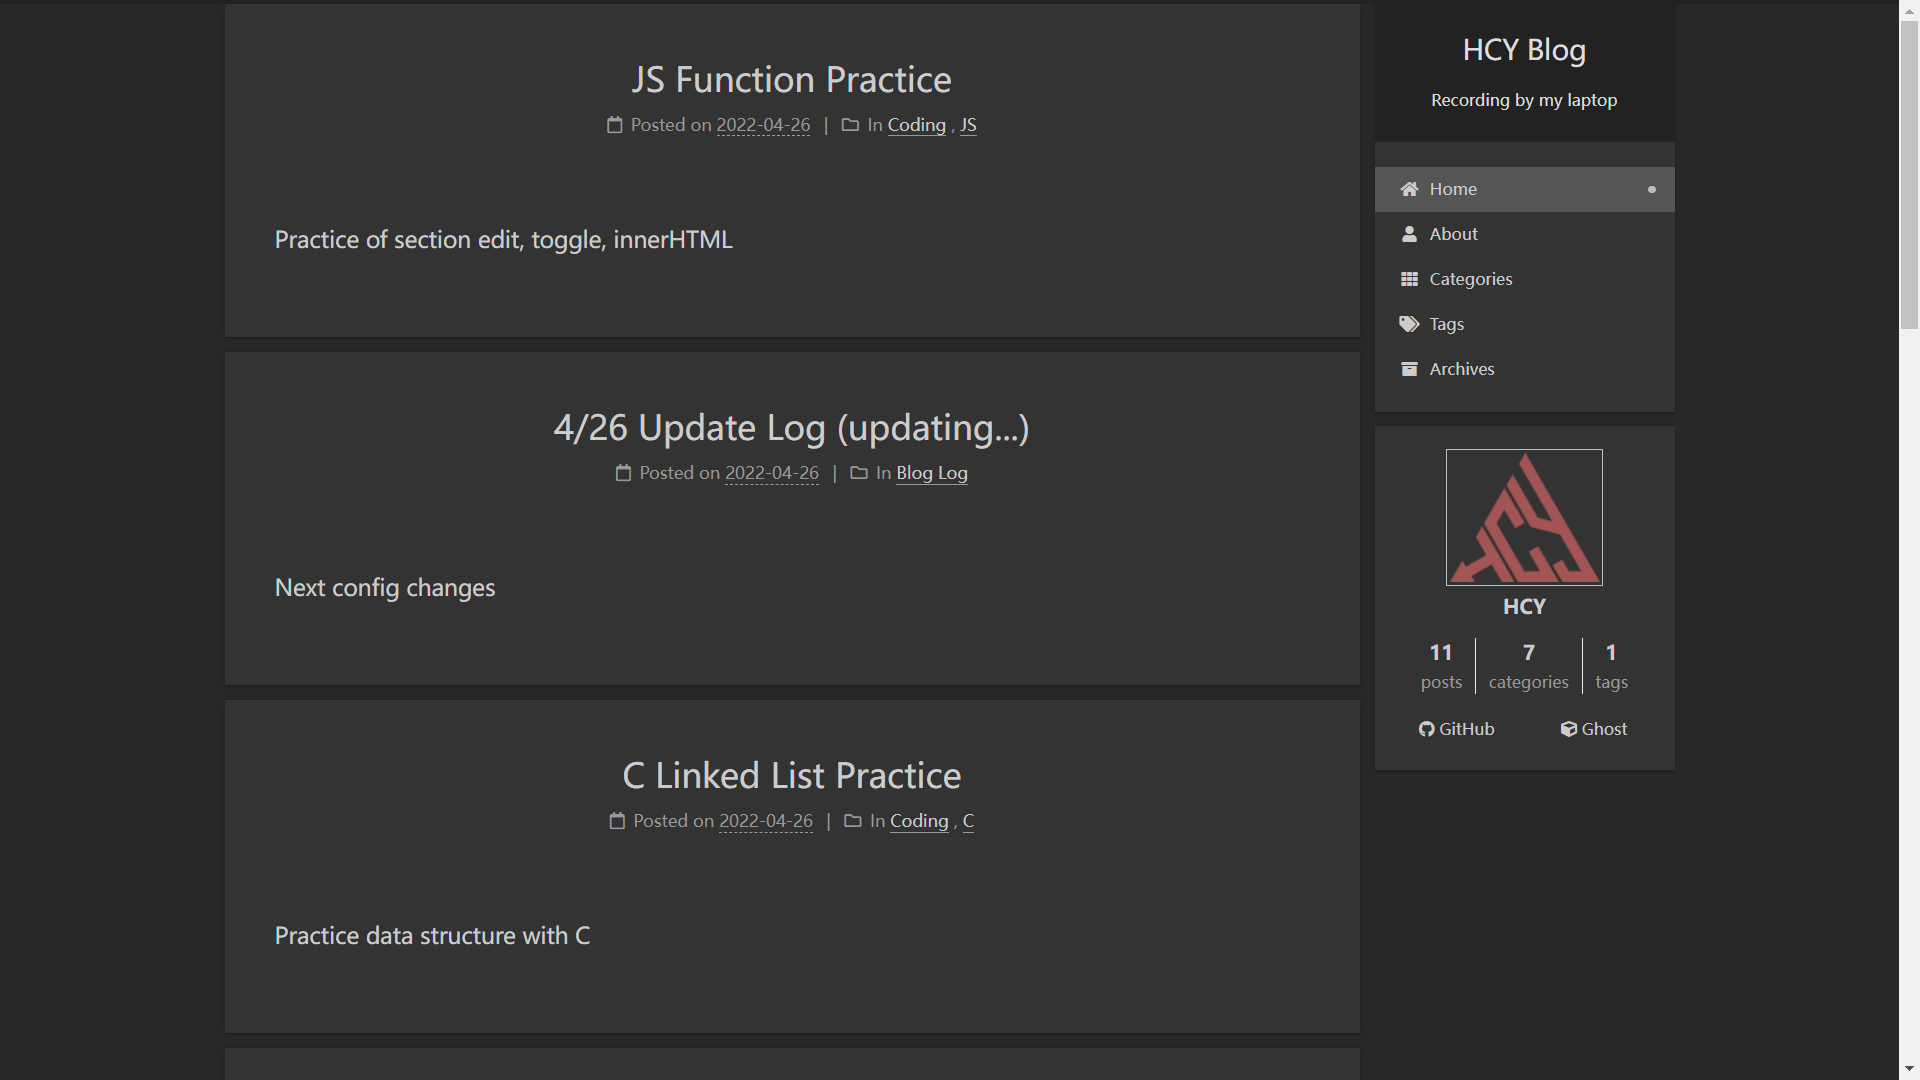 JS Function Practice
Posted on 2022-04-26 | In Coding , JS
Practice of section edit, toggle, innerHTML
4/26 Update Log (updating...)
Posted on 2022-04-26 | In Blog Log
Next config changes
C Linked List Practice
Posted on 2022-04-26 | In Coding , C
Practice data structure with C
HCY Blog
Recording by my laptop
Home
About
Categories
Tags
Archives
HCY
HCY
11 7 1
posts categories tags
GitHub Ghost